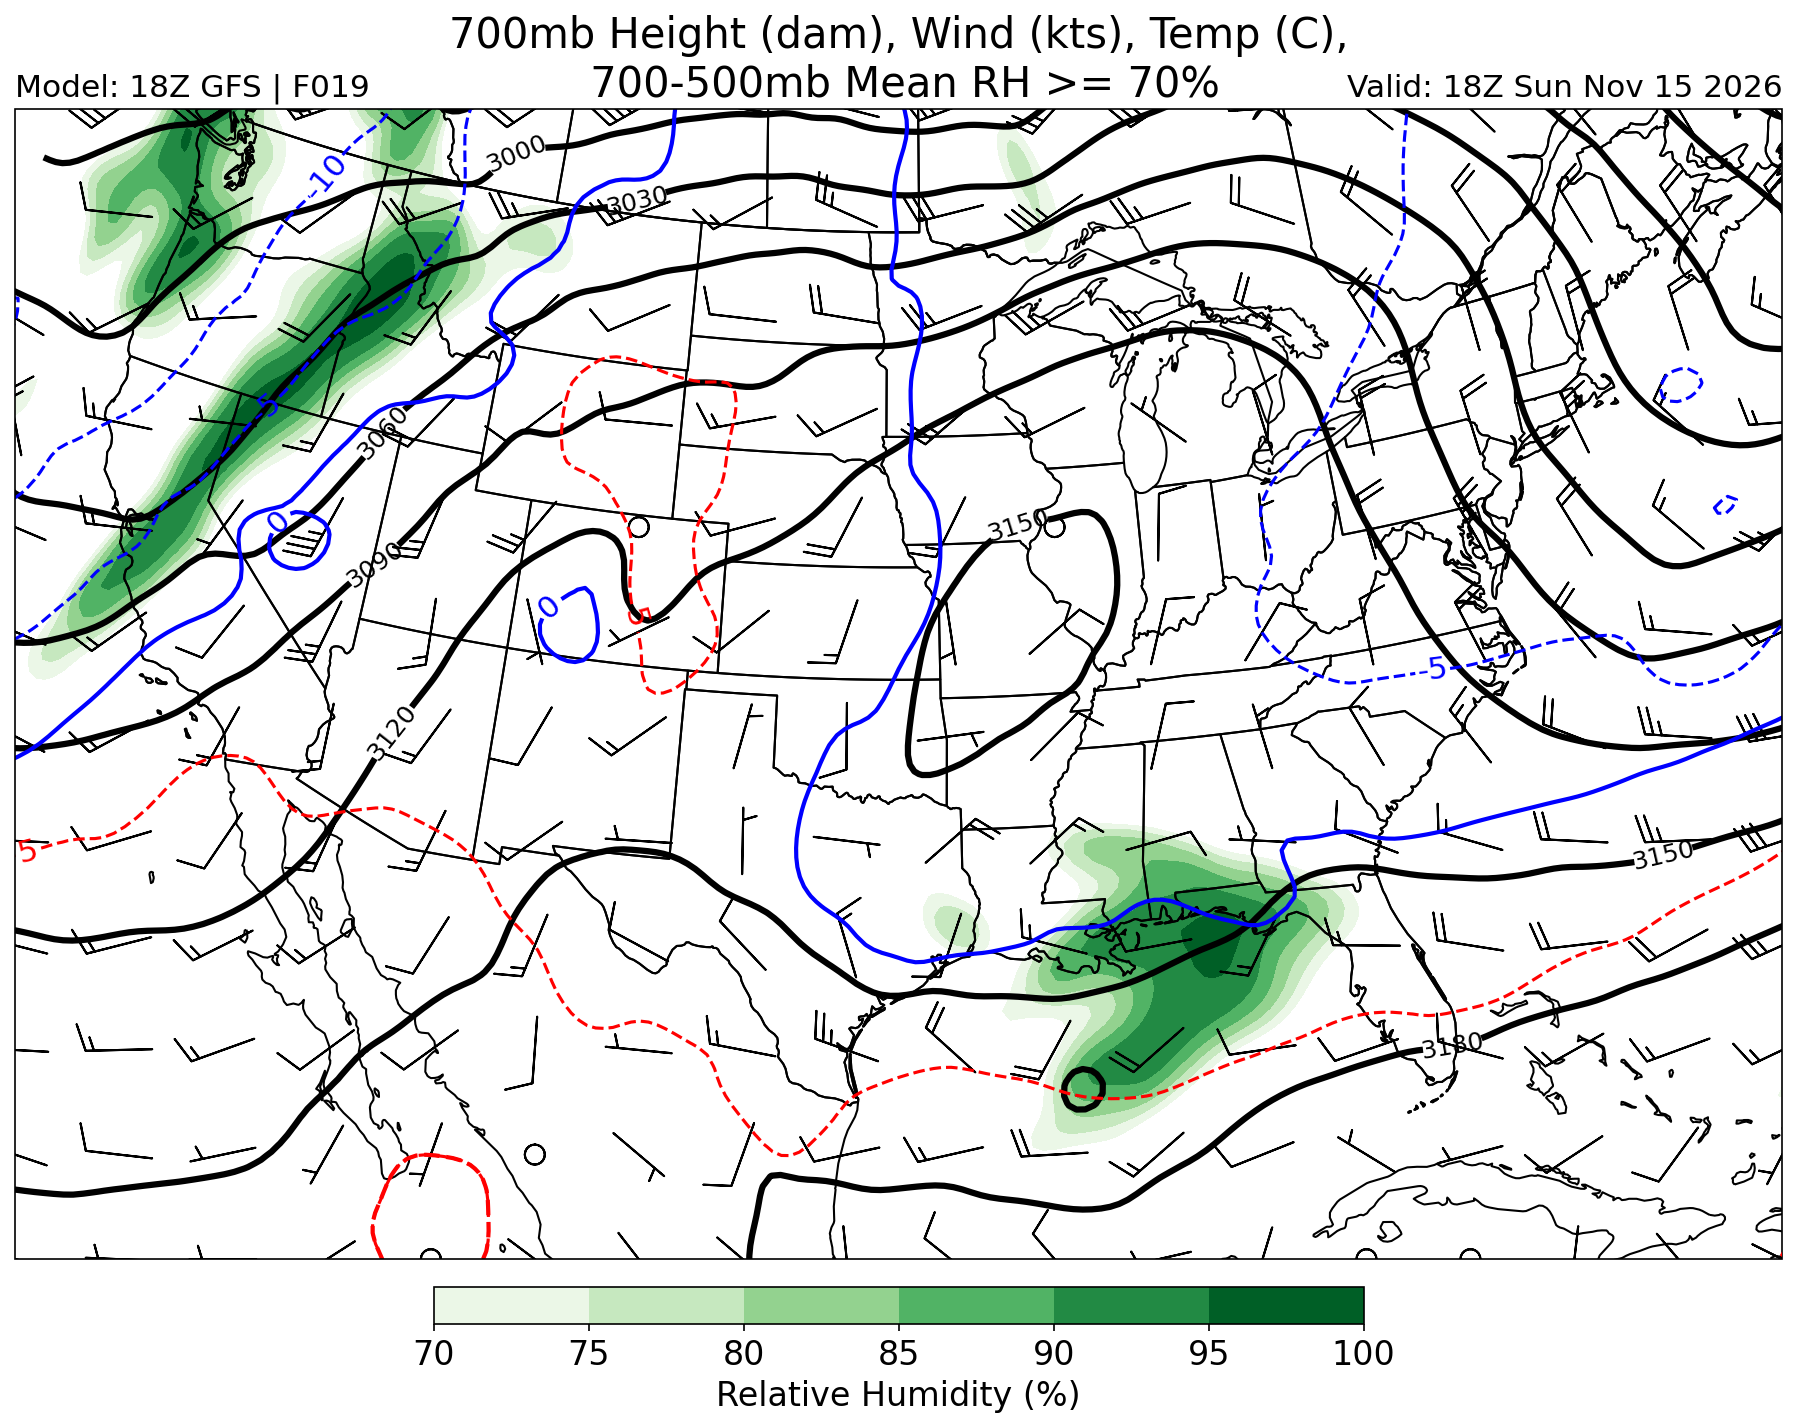 700mb Height (dam), Wind (kts), Temp (C),
700-500mb Mean RH >= 70%
Model: 18Z GFS | F019
Valid: 18Z Sun Nov 15 2026
3000
-10
3030
-5
3060
0
3090
3150
0
5
-5
3120
5
3150
3180
70 75 80 85 90 95 100
Relative Humidity (%)